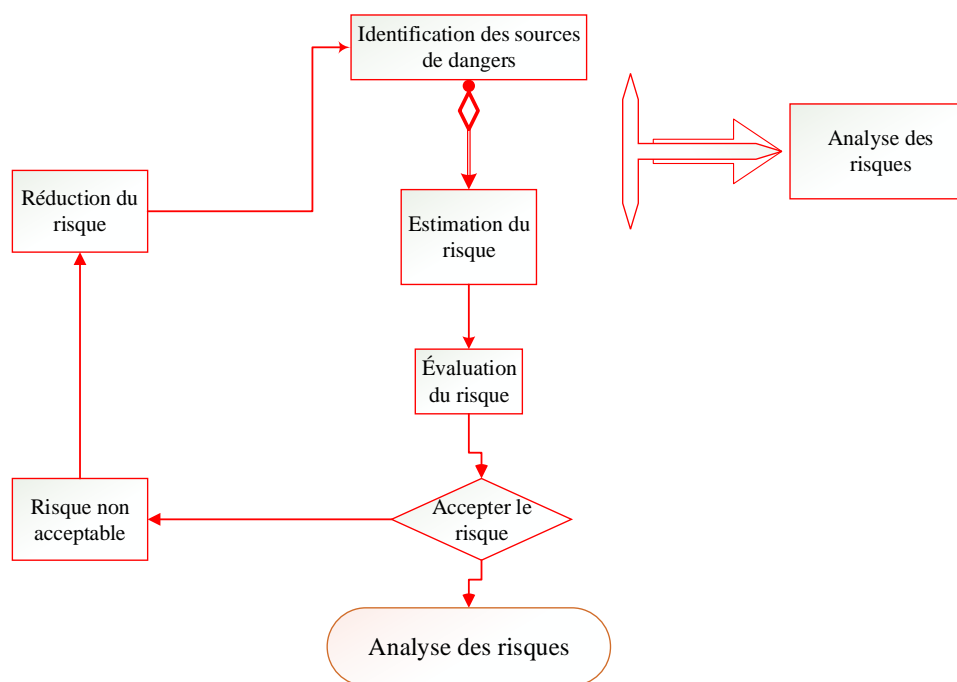 Identification des sources
de dangers
Analyse des
risques
Réduction du
risque
Estimation du
risque
Évaluation
du risque
Risque non
acceptable
Accepter le
risque
Analyse des risques